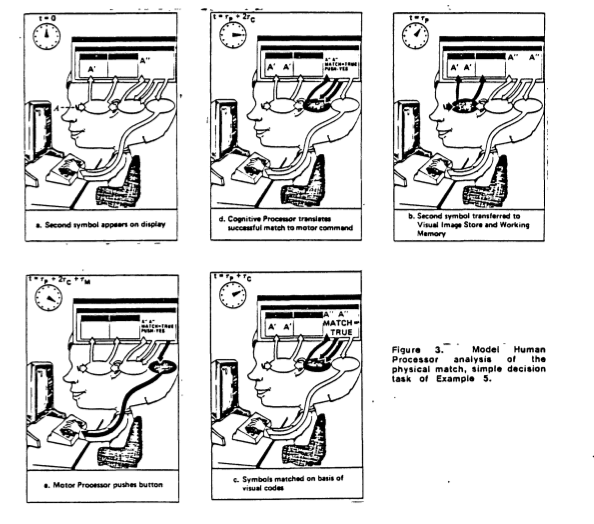 t = 0
A'
A''
A
a. Second symbol appears on display
t = τP + 2τC
A' A'
A'' A''
MATCH=TRUE
PUSH-YES
d. Cognitive Processor translates
successful match to motor command
t = τP
A' A'
A'' A''
b. Second symbol transferred to
Visual Image Store and Working
Memory
t = τP + 2τC + τM
A'' A''
MATCH=TRUE
PUSH-YES
e. Motor Processor pushes button
t = τP + τC
A' A'
A'' A''
MATCH=
TRUE
c. Symbols matched on basis of
visual codes
Figure 3. Model Human
Processor analysis of the
physical match, simple decision
task of Example 5.